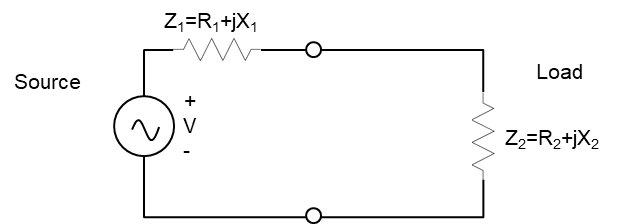 Z₁=R₁+jX₁
Source
Load
+
V
-
Z₂=R₂+jX₂